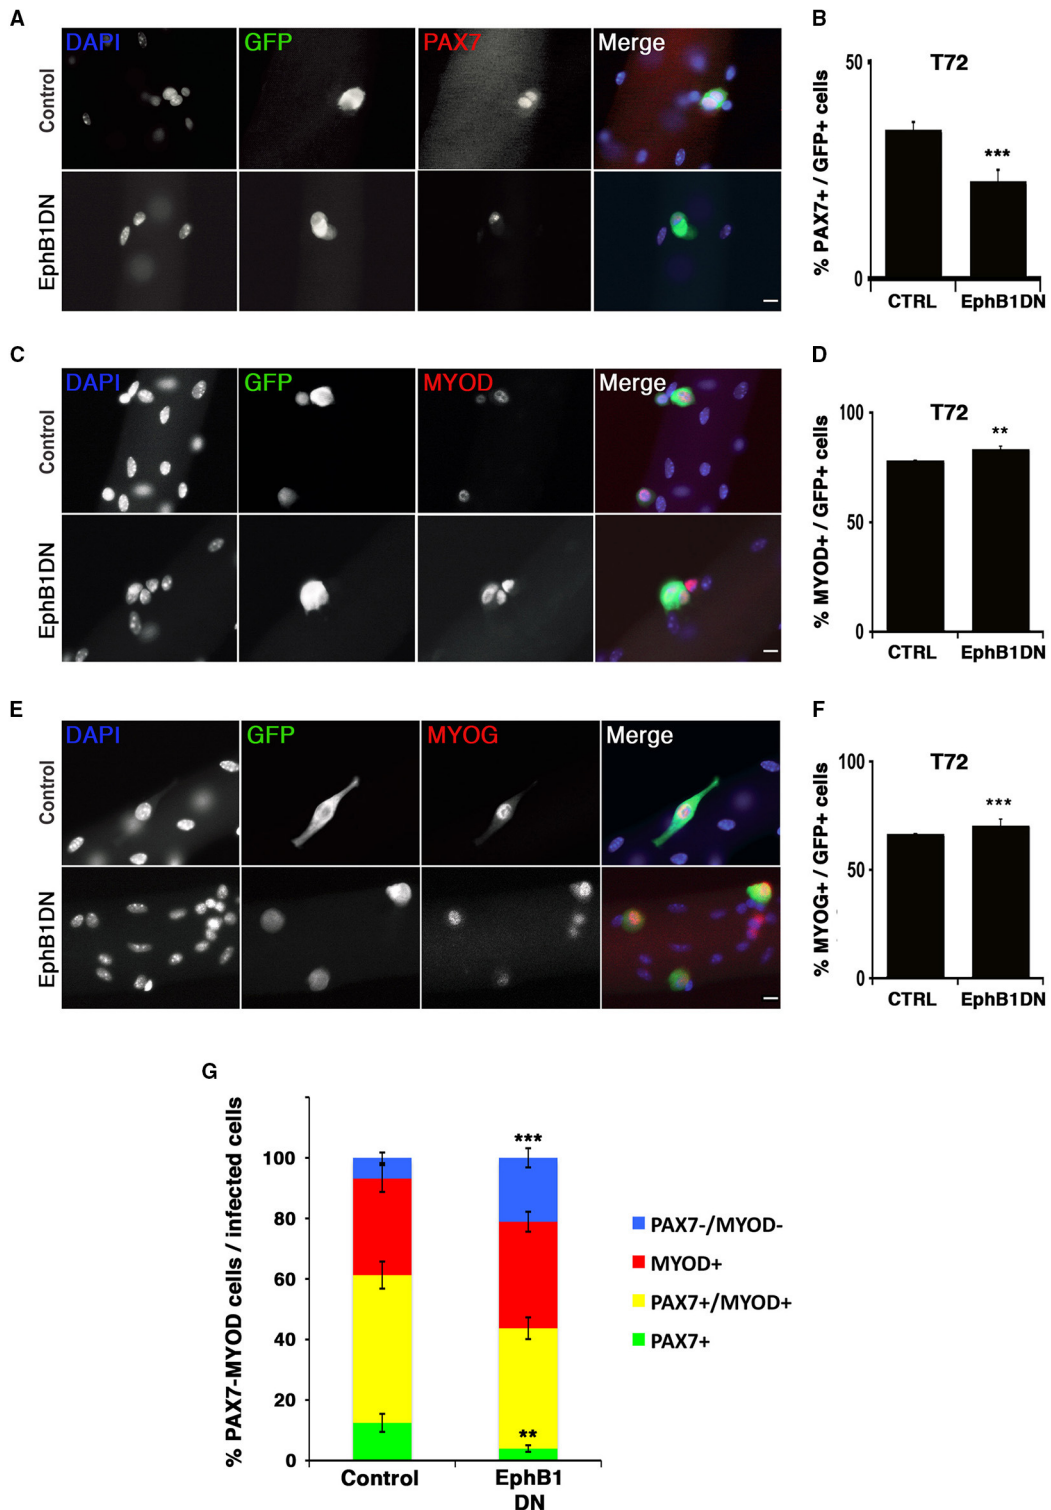 A
DAPI GFP PAX7 Merge
Control
EphB1DN
B
T72
% PAX7+ / GFP+ cells
50
***
0
CTRL EphB1DN
C
DAPI GFP MYOD Merge
Control
EphB1DN
D
T72
% MYOD+ / GFP+ cells
100
**
50
0
CTRL EphB1DN
E
DAPI GFP MYOG Merge
Control
EphB1DN
F
T72
% MYOG+ / GFP+ cells
100
***
50
0
CTRL EphB1DN
G
% PAX7-MYOD cells / infected cells
***
100
80
60
40
20
**
0
Control EphB1
DN
PAX7-/MYOD-
MYOD+
PAX7+/MYOD+
PAX7+